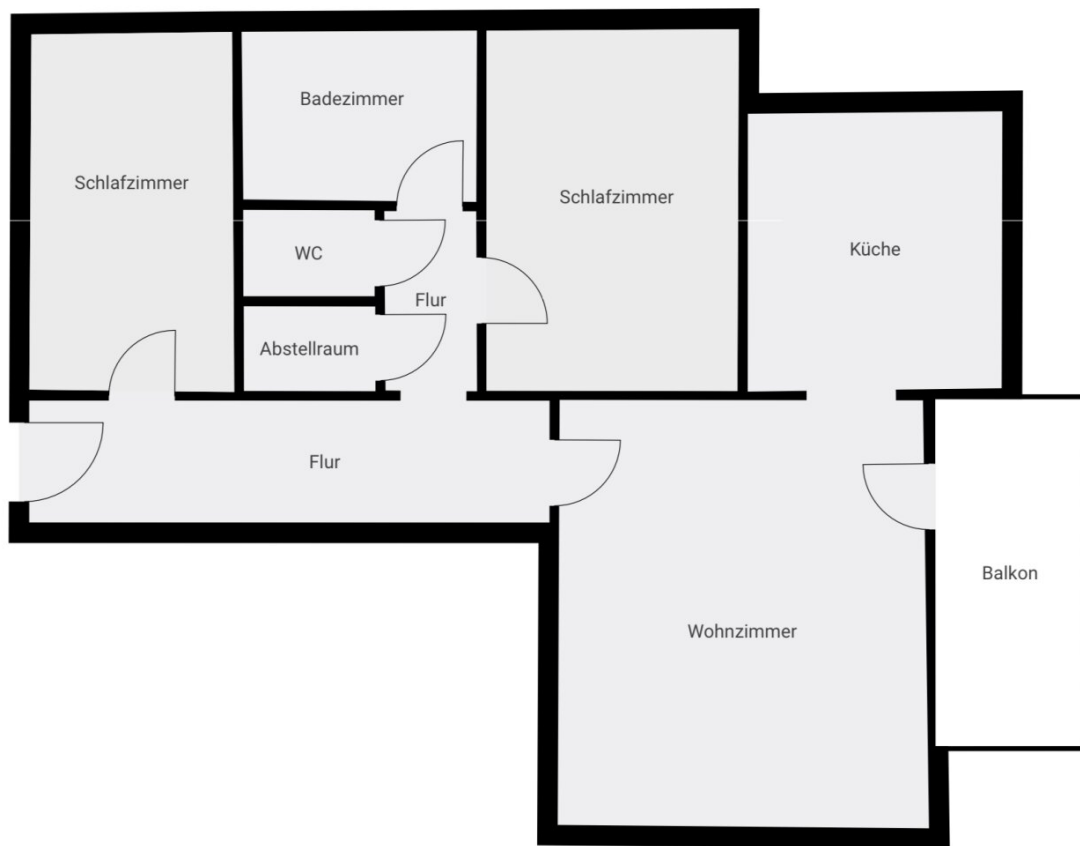 Badezimmer
Schlafzimmer
Schlafzimmer
WC
Küche
Flur
Abstellraum
Flur
Balkon
Wohnzimmer